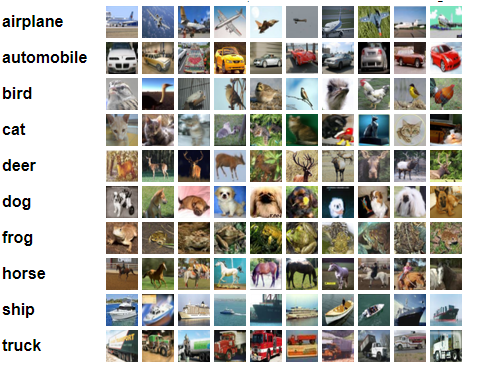 airplane
automobile
bird
cat
deer
dog
frog
horse
ship
truck